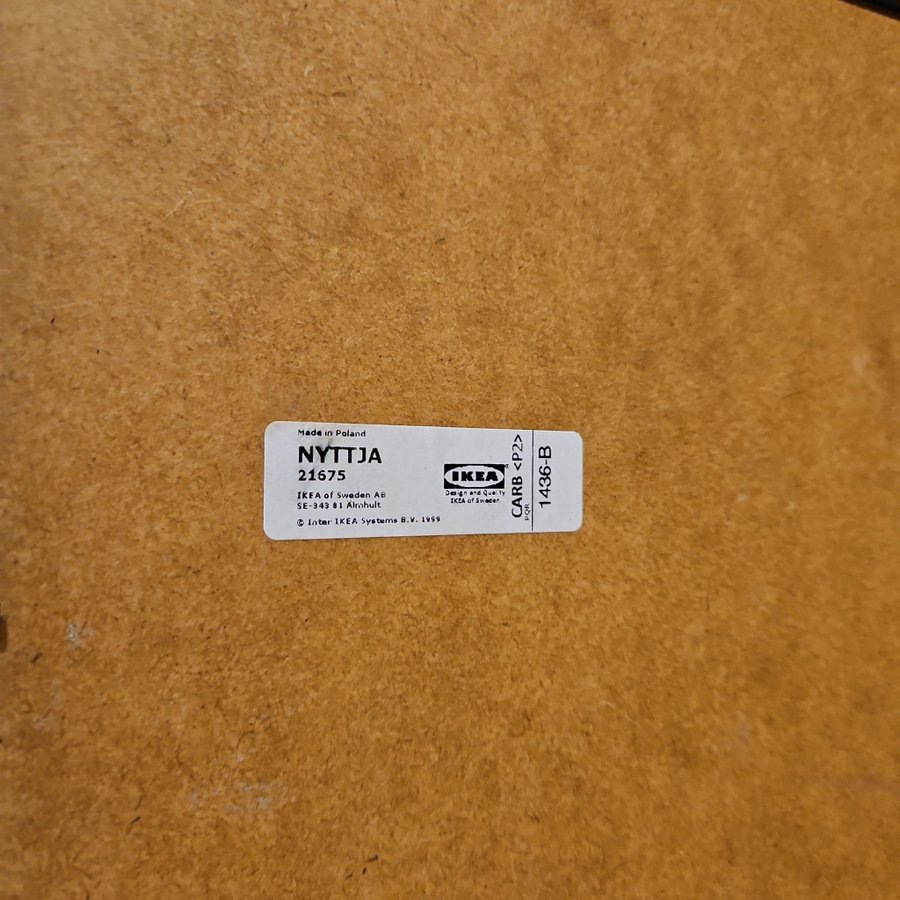 Made in Poland
NYTTJA
21675
IKEA of Sweden AB
SE-343 81 Älmhult
© Inter IKEA Systems B.V. 1999
IKEA
Design and Quality
IKEA of Sweden
CARB <P2>
PQR
1436-B